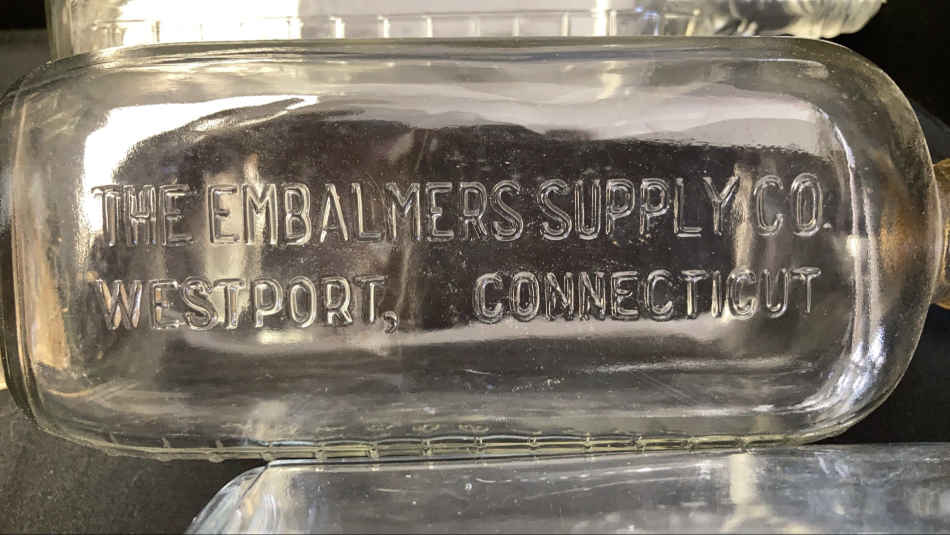 THE EMBALMERS SUPPLY CO.
WESTPORT, CONNECTICUT